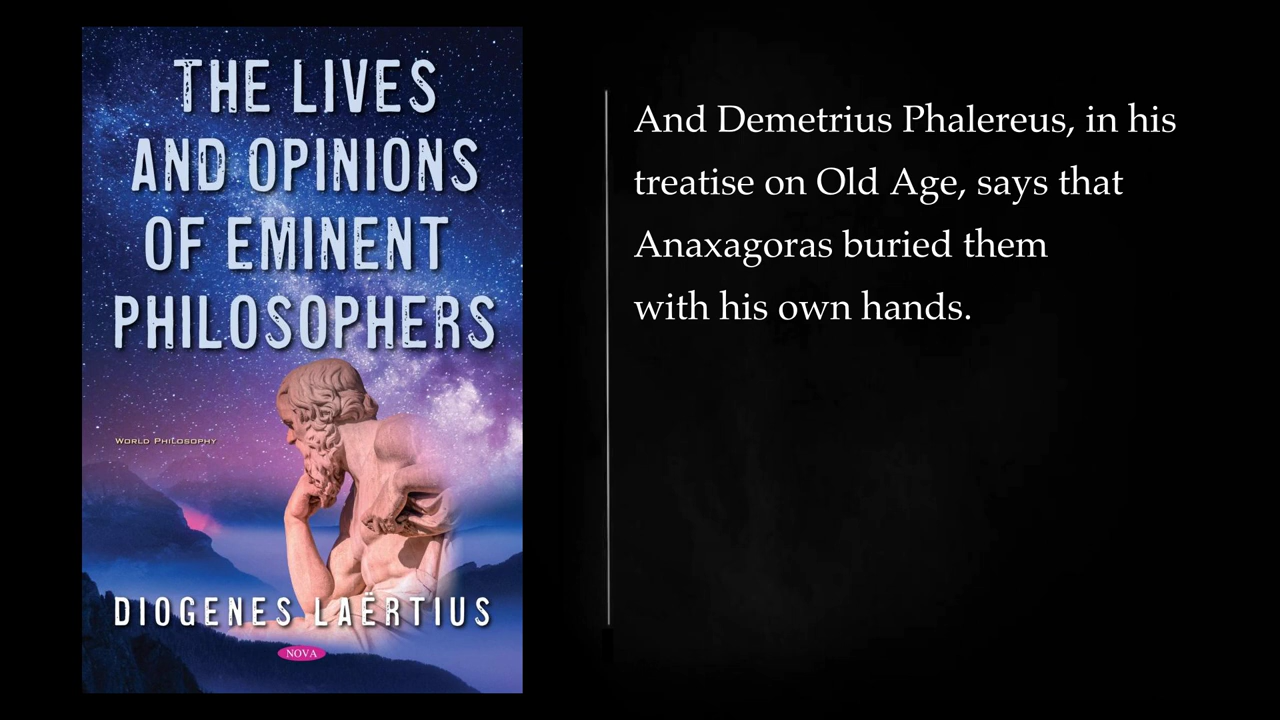 THE LIVES
AND OPINIONS
OF EMINENT
PHILOSOPHERS
WORLD PHILOSOPHY
DIOGENES LAËRTIUS
NOVA
And Demetrius Phalereus, in his
treatise on Old Age, says that
Anaxagoras buried them
with his own hands.